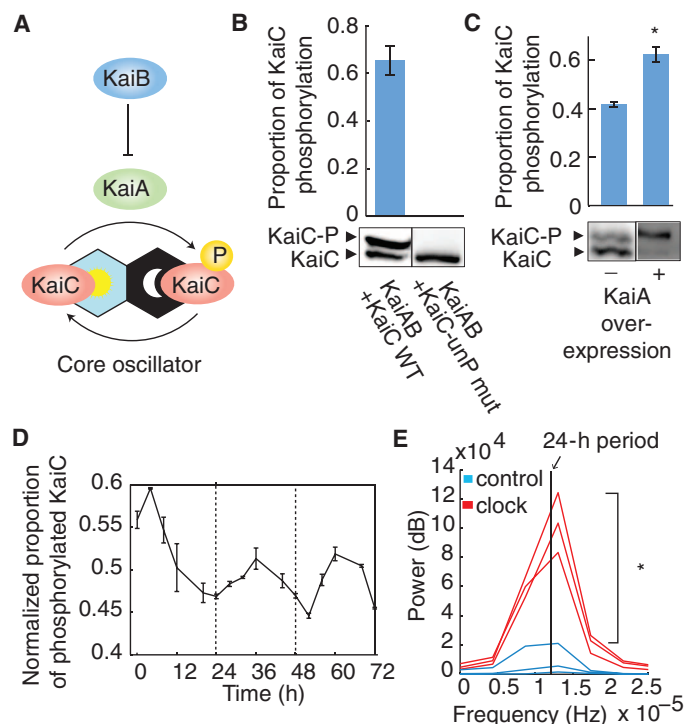 A
KaiB
KaiA
P
KaiC
KaiC
Core oscillator
B
Proportion of KaiC
phosphorylation
0.8
0.6
0.4
0.2
0
KaiC-P
KaiC
KaiAB
+KaiC WT
KaiAB
+KaiC-unP mut
C
Proportion of KaiC
phosphorylation
*
0.6
0.4
0.2
0
KaiC-P
KaiC
– +
KaiA
over-
expression
D
Normalized proportion
of phosphorylated KaiC
0.6
0.55
0.5
0.45
0.4
0 12 24 36 48 60 72
Time (h)
E
x10⁴
24-h period
14
12
10
8
6
4
2
0
Power (dB)
control
clock
*
0 0.5 1.5 2.5
Frequency (Hz) x 10⁻⁵